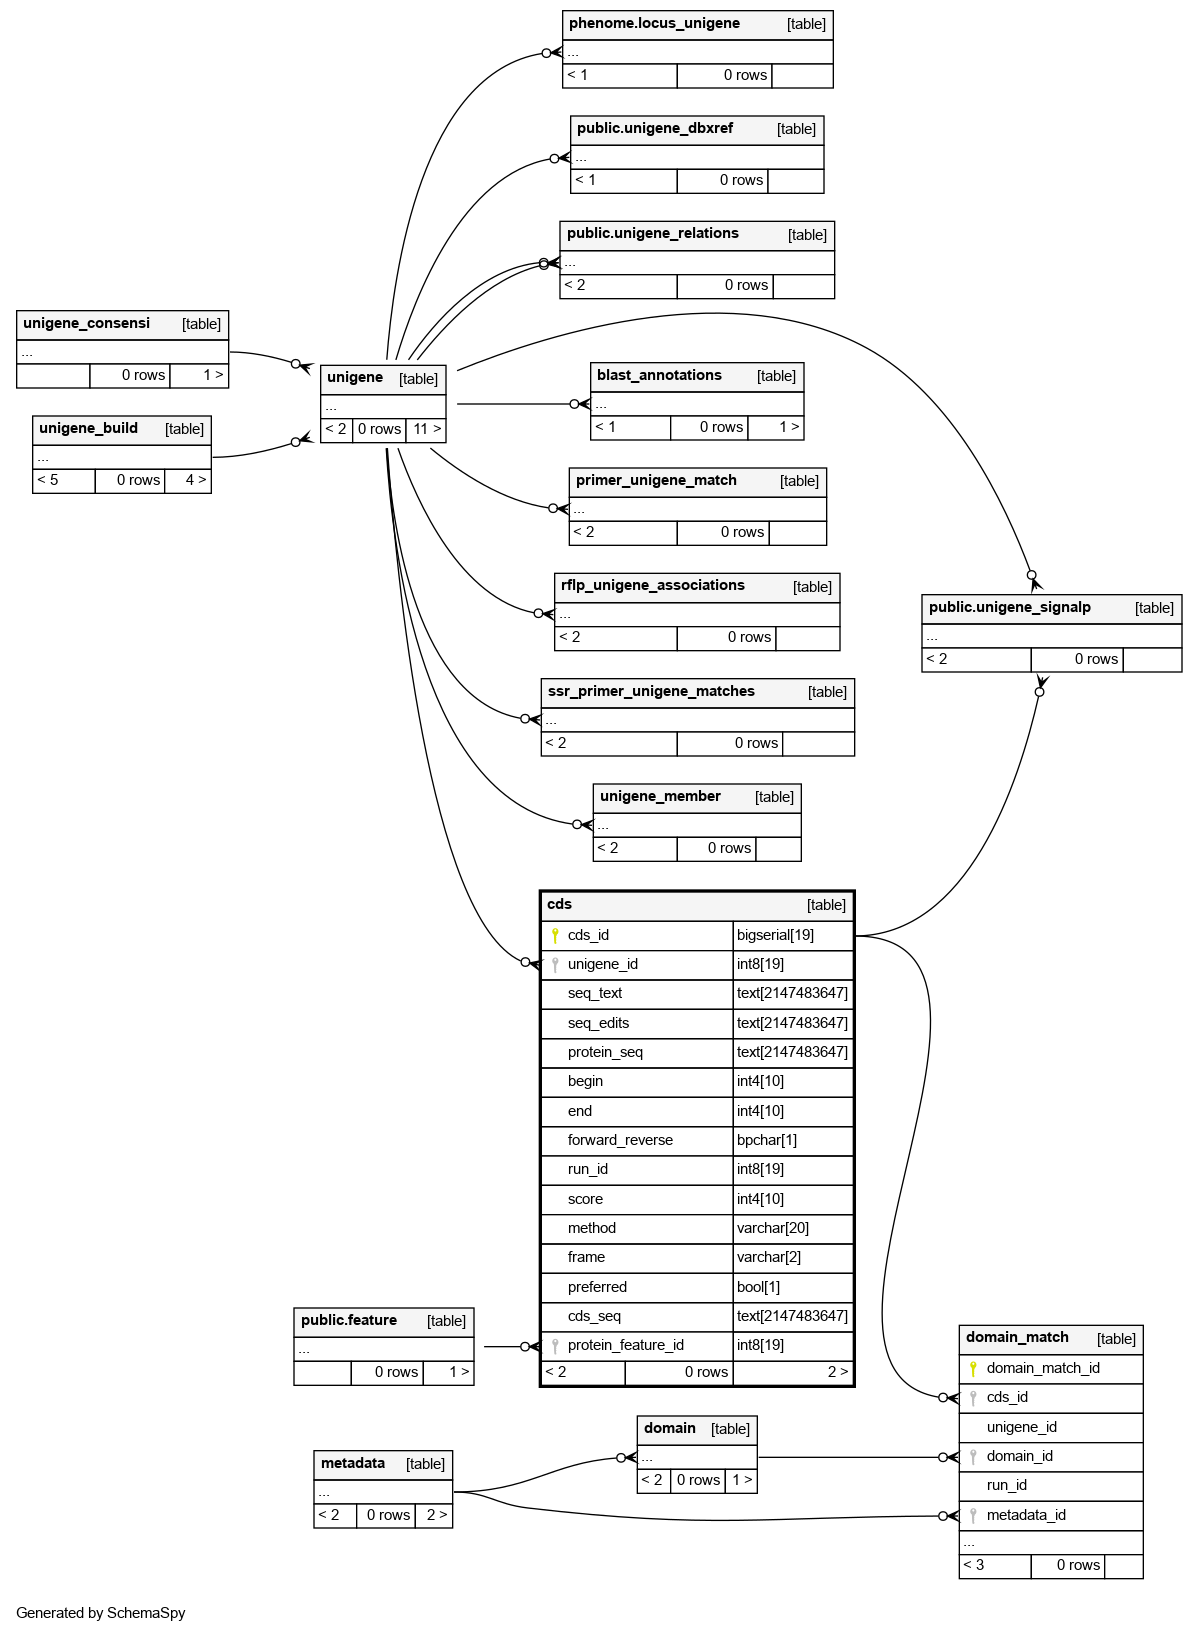 phenome.locus_unigene [table]
...
< 1 0 rows
public.unigene_dbxref [table]
...
< 1 0 rows
public.unigene_relations [table]
...
< 2 0 rows
unigene_consensi [table]
...
0 rows 1 >
unigene_build [table]
...
< 5 0 rows 4 >
unigene [table]
...
< 2 0 rows 11 >
blast_annotations [table]
...
< 1 0 rows 1 >
primer_unigene_match [table]
...
< 2 0 rows
rflp_unigene_associations [table]
...
< 2 0 rows
public.unigene_signalp [table]
...
< 2 0 rows
ssr_primer_unigene_matches [table]
...
< 2 0 rows
unigene_member [table]
...
< 2 0 rows
cds [table]
cds_id bigserial[19]
unigene_id int8[19]
seq_text text[2147483647]
seq_edits text[2147483647]
protein_seq text[2147483647]
begin int4[10]
end int4[10]
forward_reverse bpchar[1]
run_id int8[19]
score int4[10]
method varchar[20]
frame varchar[2]
preferred bool[1]
cds_seq text[2147483647]
protein_feature_id int8[19]
< 2 0 rows 2 >
public.feature [table]
...
0 rows 1 >
domain_match [table]
domain_match_id
cds_id
unigene_id
domain_id
run_id
metadata_id
...
< 3 0 rows
domain [table]
...
< 2 0 rows 1 >
metadata [table]
...
< 2 0 rows 2 >
Generated by SchemaSpy